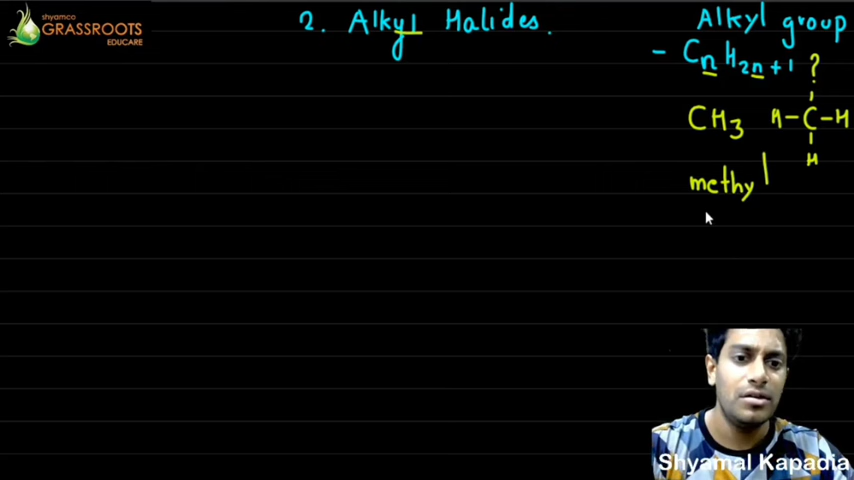 shyamco
GRASSROOTS
EDUCARE
2. Alkyl Halides.
Alkyl group
- CnH2n+1
?
CH3 H-C-H
H
methyl
Shyamal Kapadia